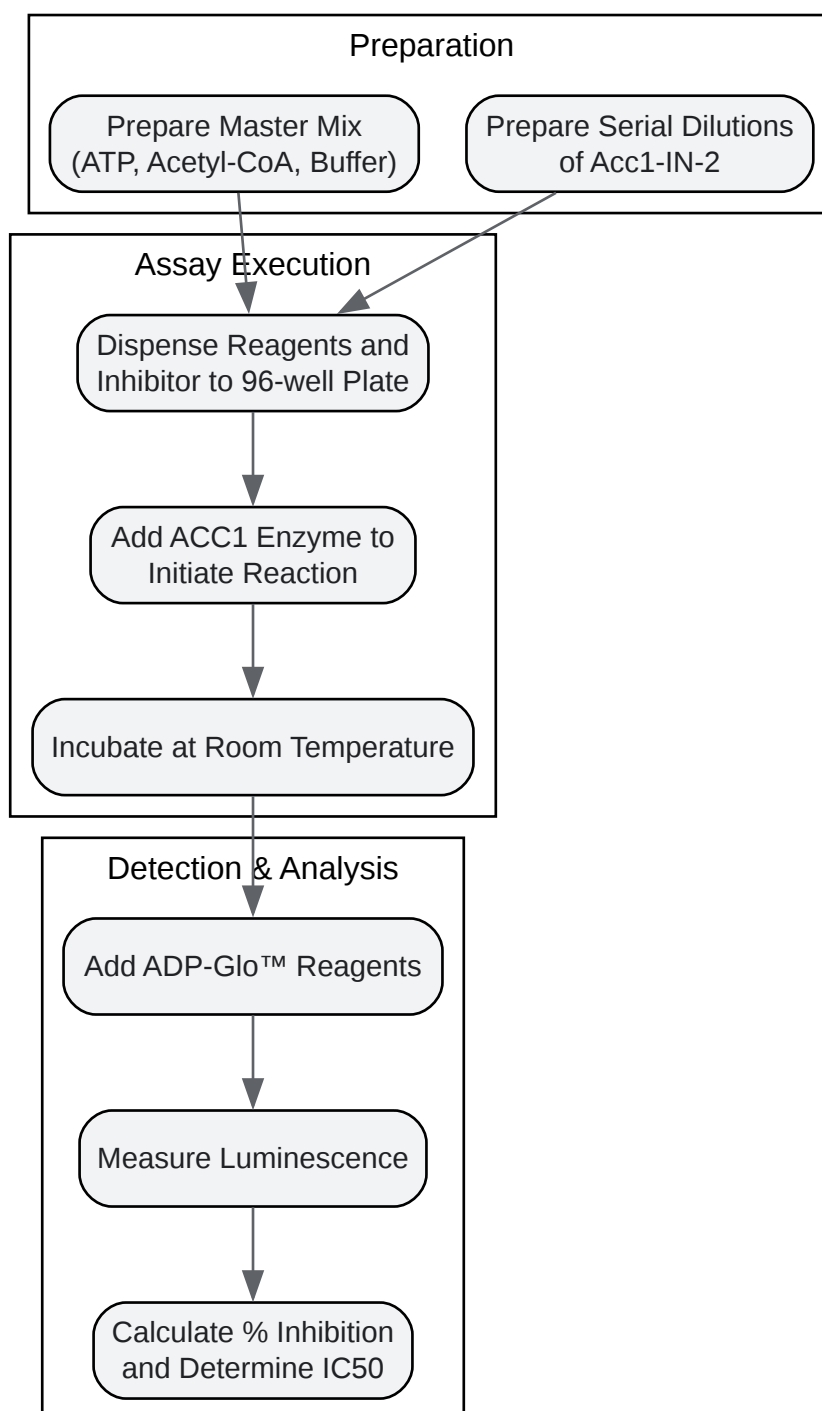 Preparation
Prepare Master Mix
(ATP, Acetyl-CoA, Buffer)
Prepare Serial Dilutions
of Acc1-IN-2
Assay Execution
Dispense Reagents and
Inhibitor to 96-well Plate
Add ACC1 Enzyme to
Initiate Reaction
Incubate at Room Temperature
Detection & Analysis
Add ADP-Glo™ Reagents
Measure Luminescence
Calculate % Inhibition
and Determine IC50